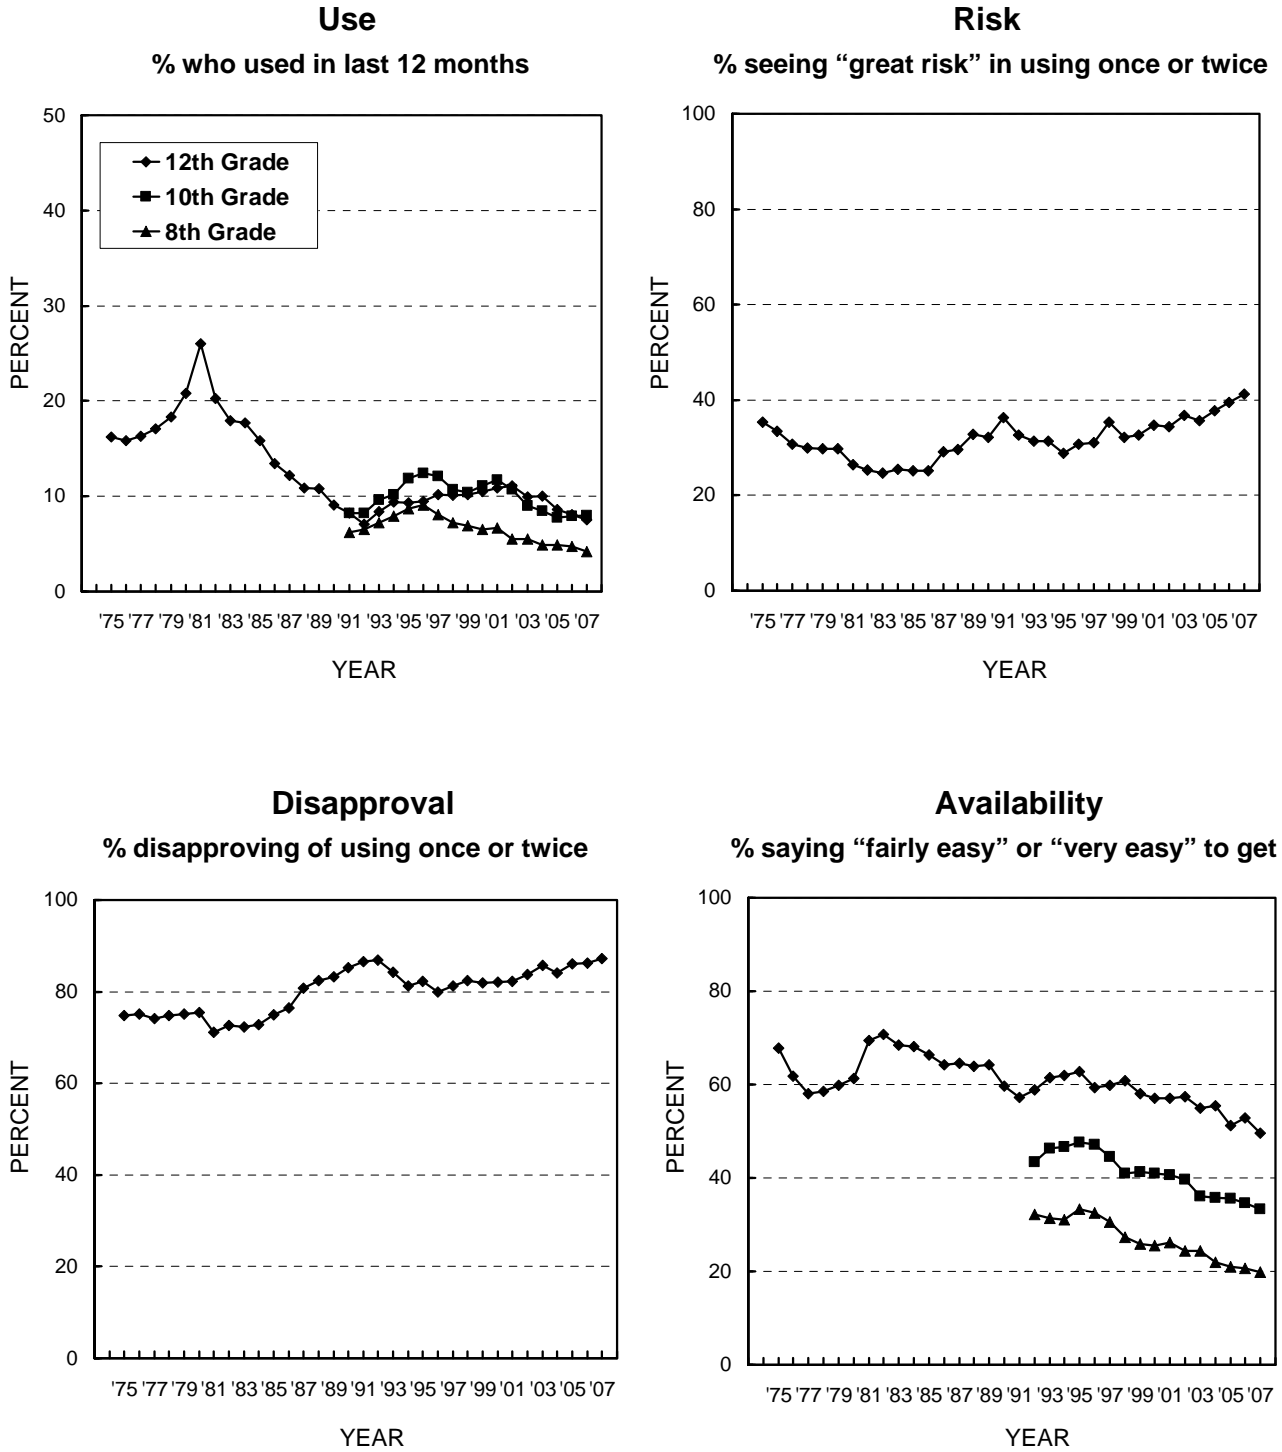 Use
% who used in last 12 months
50
40
30
20
10
0
PERCENT
12th Grade
10th Grade
8th Grade
'75 '77 '79 '81 '83 '85 '87 '89 '91 '93 '95 '97 '99 '01 '03 '05 '07
YEAR
Risk
% seeing “great risk” in using once or twice
100
80
60
40
20
0
PERCENT
'75 '77 '79 '81 '83 '85 '87 '89 '91 '93 '95 '97 '99 '01 '03 '05 '07
YEAR
Disapproval
% disapproving of using once or twice
100
80
60
40
20
0
PERCENT
'75 '77 '79 '81 '83 '85 '87 '89 '91 '93 '95 '97 '99 '01 '03 '05 '07
YEAR
Availability
% saying “fairly easy” or “very easy” to get
100
80
60
40
20
0
PERCENT
'75 '77 '79 '81 '83 '85 '87 '89 '91 '93 '95 '97 '99 '01 '03 '05 '07
YEAR